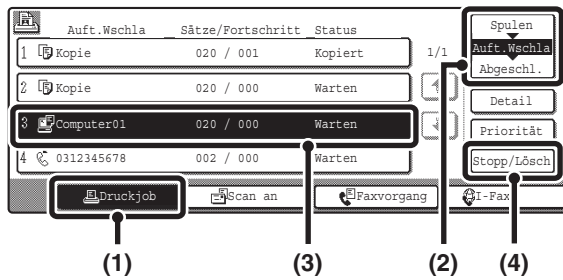 Auft.Wschla Sätze/Fortschritt Status
1 Kopie 020 / 001 Kopiert
2 Kopie 020 / 000 Warten
3 Computer01 020 / 000 Warten
4 0312345678 002 / 000 Warten
1/1
Spulen
Auft.Wschla
Abgeschl.
Detail
Priorität
Stopp/Lösch
Druckjob Scan an Faxvorgang I-Fax
(1) (3) (2) (4)